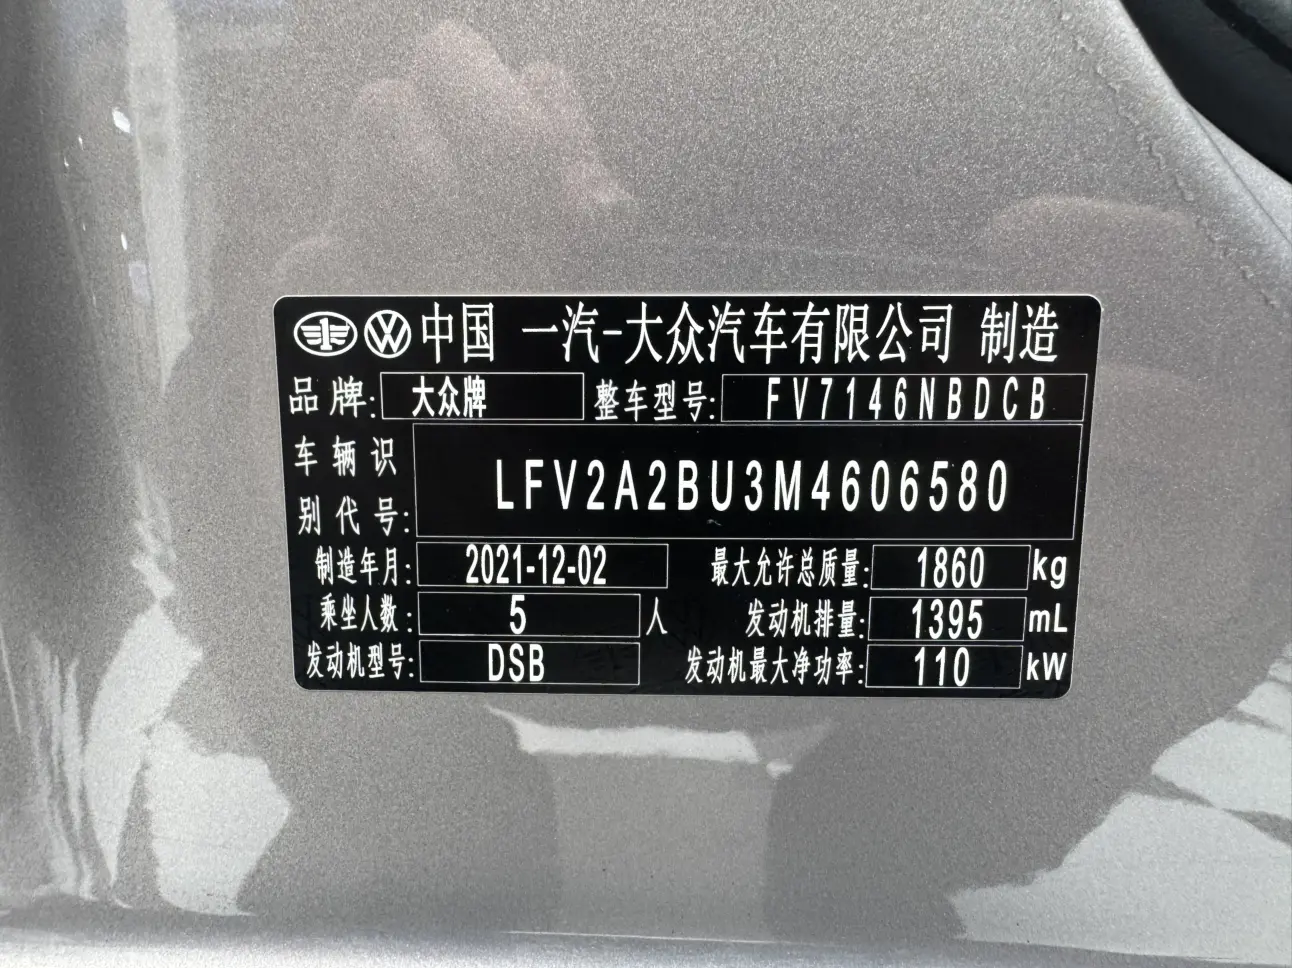 中国 一汽-大众汽车有限公司 制造
品牌: 大众牌 整车型号: FV7146NBDCB
车辆识别代号: LFV2A2BU3M4606580
制造年月: 2021-12-02 最大允许总质量: 1860 kg
乘坐人数: 5 人 发动机排量: 1395 mL
发动机型号: DSB 发动机最大净功率: 110 kW